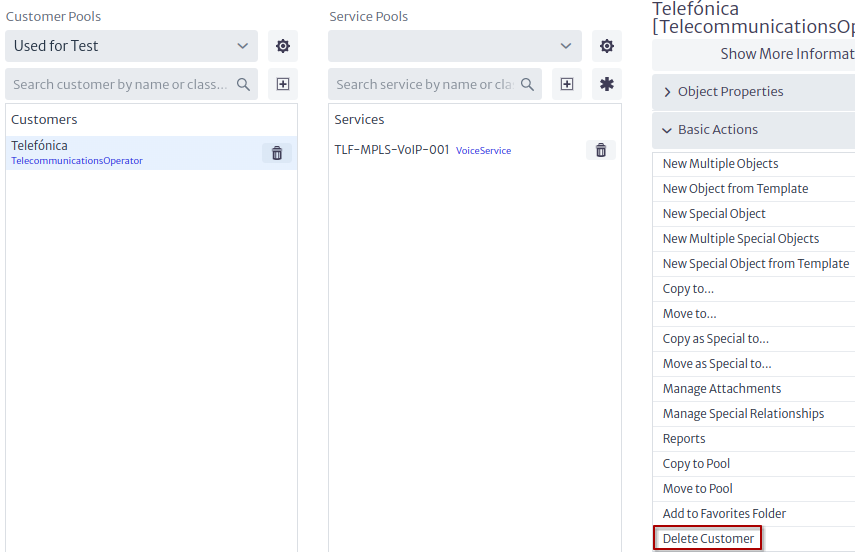 Customer Pools
Used for Test
Search customer by name or class...
Customers
Telefónica
TelecommunicationsOperator
Service Pools
Search service by name or clas
Services
TLF-MPLS-VoIP-001 VoiceService
Telefónica
[TelecommunicationsOp
Show More Informat
Object Properties
Basic Actions
New Multiple Objects
New Object from Template
New Special Object
New Multiple Special Objects
New Special Object from Template
Copy to...
Move to...
Copy as Special to...
Move as Special to...
Manage Attachments
Manage Special Relationships
Reports
Copy to Pool
Move to Pool
Add to Favorites Folder
Delete Customer